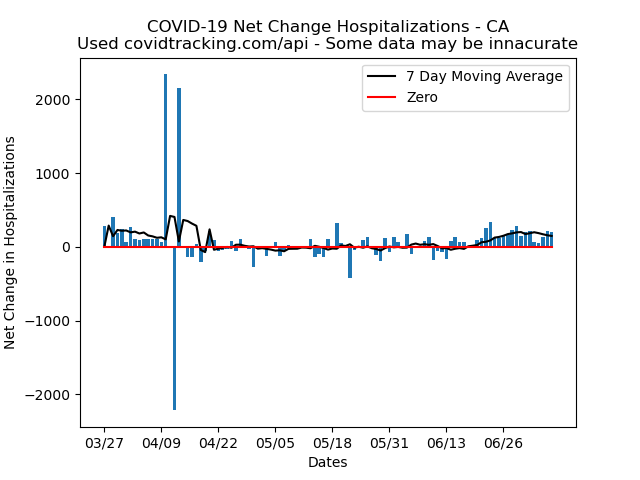 COVID-19 Net Change Hospitalizations - CA
Used covidtracking.com/api - Some data may be innacurate
7 Day Moving Average
Zero
Net Change in Hospitalizations
2000
1000
0
−1000
−2000
03/27 04/09 04/22 05/05 05/18 05/31 06/13 06/26
Dates